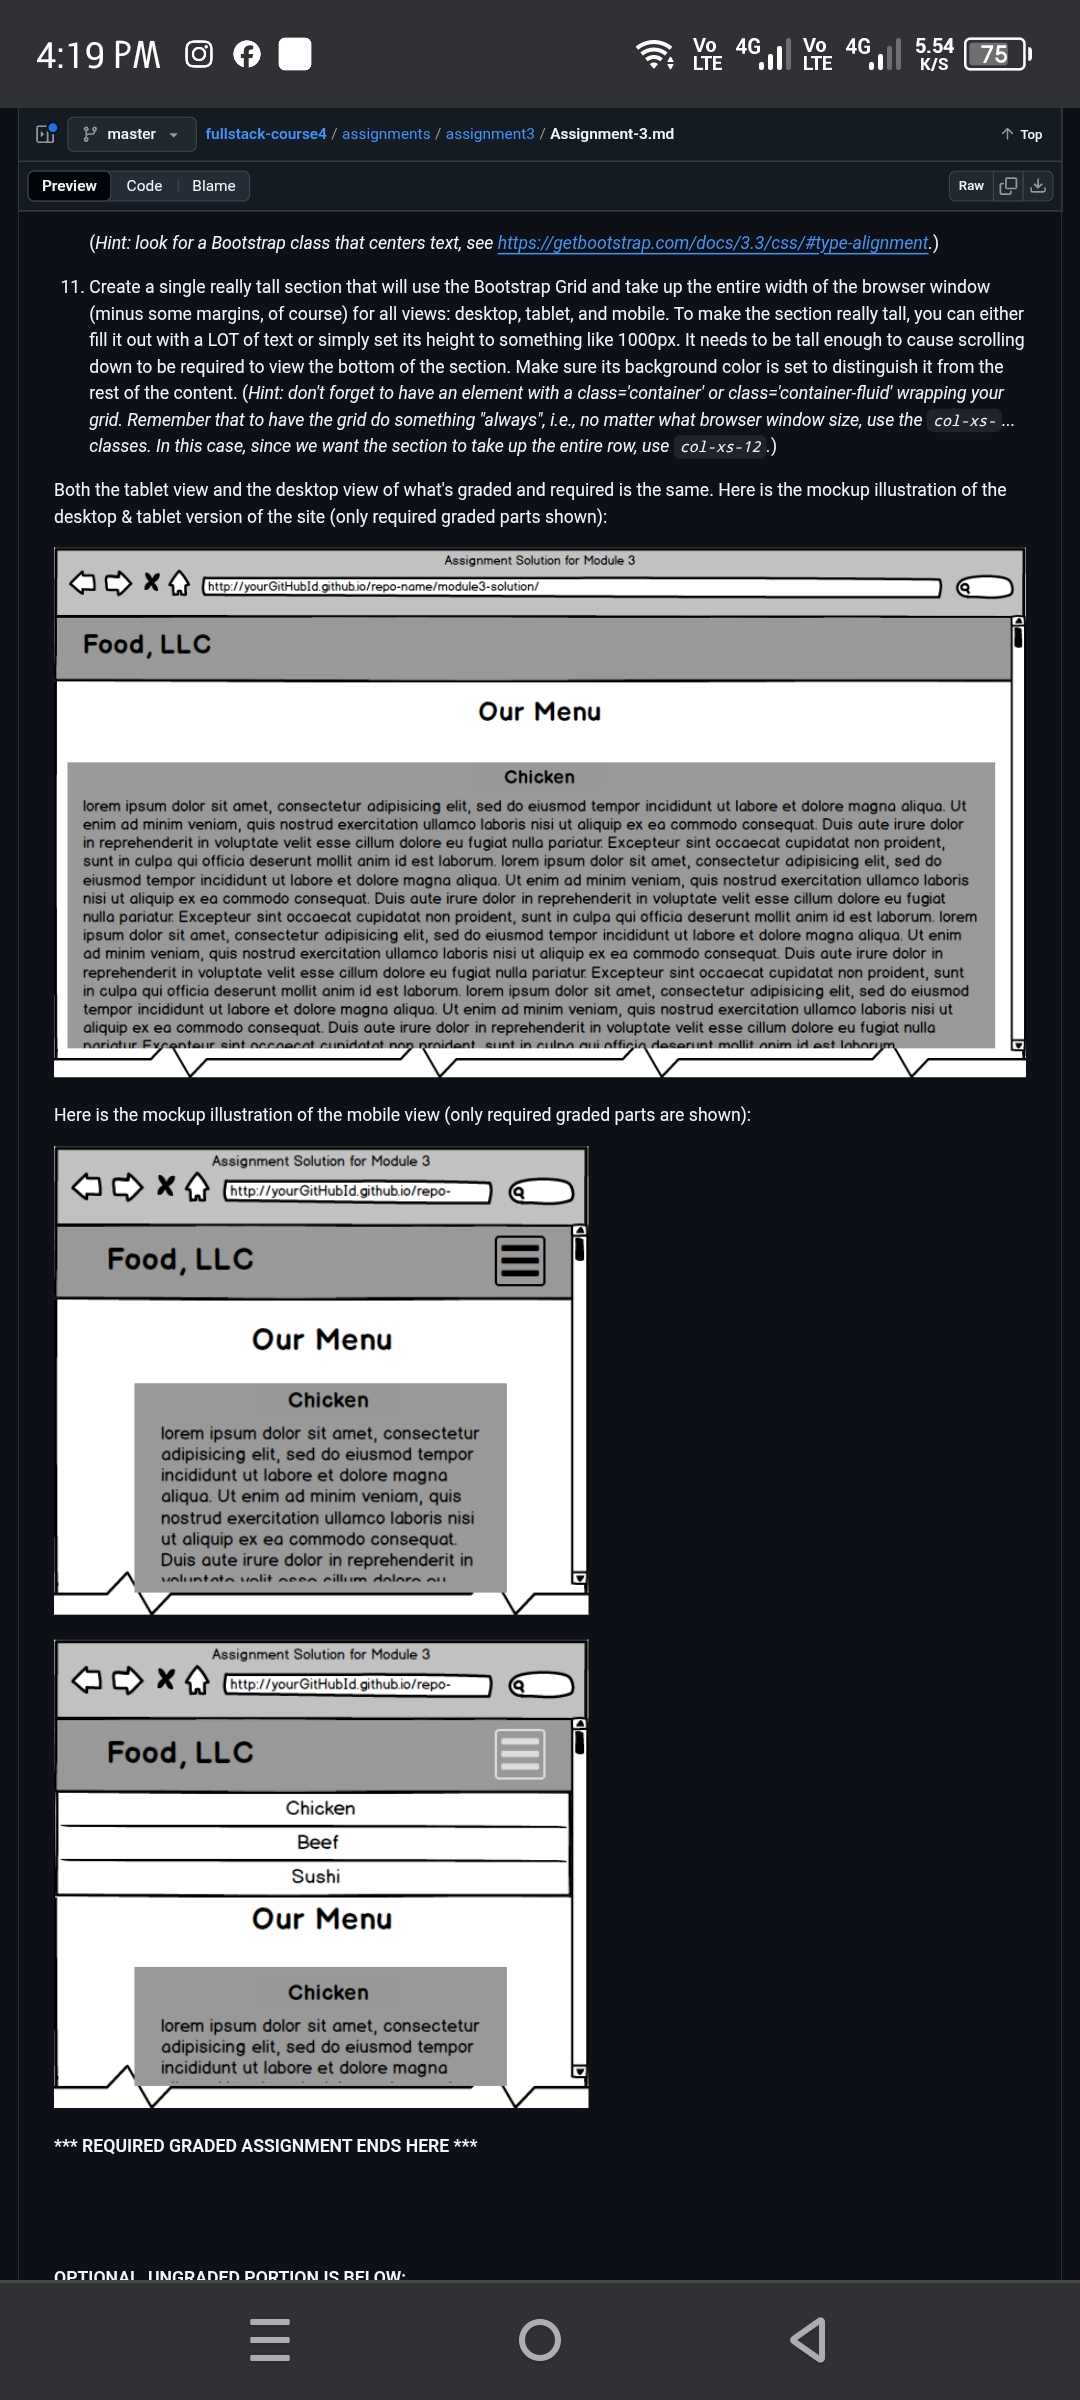 4:19 PM
Vo LTE 4G Vo LTE 4G 5.54 K/S 75
master fullstack-course4 / assignments / assignment3 / Assignment-3.md Top
Preview Code Blame Raw
(Hint: look for a Bootstrap class that centers text, see https://getbootstrap.com/docs/3.3/css/#type-alignment.)
11. Create a single really tall section that will use the Bootstrap Grid and take up the entire width of the browser window
(minus some margins, of course) for all views: desktop, tablet, and mobile. To make the section really tall, you can either
fill it out with a LOT of text or simply set its height to something like 1000px. It needs to be tall enough to cause scrolling
down to be required to view the bottom of the section. Make sure its background color is set to distinguish it from the
rest of the content. (Hint: don't forget to have an element with a class='container' or class='container-fluid' wrapping your
grid. Remember that to have the grid do something "always", i.e., no matter what browser window size, use the col-xs-...
classes. In this case, since we want the section to take up the entire row, use col-xs-12.)
Both the tablet view and the desktop view of what's graded and required is the same. Here is the mockup illustration of the
desktop & tablet version of the site (only required graded parts shown):
Assignment Solution for Module 3
http://yourGitHubId.github.io/repo-name/module3-solution/
Food, LLC
Our Menu
Chicken
lorem ipsum dolor sit amet, consectetur adipisicing elit, sed do eiusmod tempor incididunt ut labore et dolore magna aliqua. Ut
enim ad minim veniam, quis nostrud exercitation ullamco laboris nisi ut aliquip ex ea commodo consequat. Duis aute irure dolor
in reprehenderit in voluptate velit esse cillum dolore eu fugiat nulla pariatur. Excepteur sint occaecat cupidatat non proident,
sunt in culpa qui officia deserunt mollit anim id est laborum. lorem ipsum dolor sit amet, consectetur adipisicing elit, sed do
eiusmod tempor incididunt ut labore et dolore magna aliqua. Ut enim ad minim veniam, quis nostrud exercitation ullamco laboris
nisi ut aliquip ex ea commodo consequat. Duis aute irure dolor in reprehenderit in voluptate velit esse cillum dolore eu fugiat
nulla pariatur. Excepteur sint occaecat cupidatat non proident, sunt in culpa qui officia deserunt mollit anim id est laborum. lorem
ipsum dolor sit amet, consectetur adipisicing elit, sed do eiusmod tempor incididunt ut labore et dolore magna aliqua. Ut enim
ad minim veniam, quis nostrud exercitation ullamco laboris nisi ut aliquip ex ea commodo consequat. Duis aute irure dolor in
reprehenderit in voluptate velit esse cillum dolore eu fugiat nulla pariatur. Excepteur sint occaecat cupidatat non proident, sunt
in culpa qui officia deserunt mollit anim id est laborum. lorem ipsum dolor sit amet, consectetur adipisicing elit, sed do eiusmod
tempor incididunt ut labore et dolore magna aliqua. Ut enim ad minim veniam, quis nostrud exercitation ullamco laboris nisi ut
aliquip ex ea commodo consequat. Duis aute irure dolor in reprehenderit in voluptate velit esse cillum dolore eu fugiat nulla
pariatur Excepteur sint occaecat cupidatat non proident, sunt in culpa qui officia deserunt mollit anim id est laborum
Here is the mockup illustration of the mobile view (only required graded parts are shown):
Assignment Solution for Module 3
http://yourGitHubId.github.io/repo-
Food, LLC
Our Menu
Chicken
lorem ipsum dolor sit amet, consectetur
adipisicing elit, sed do eiusmod tempor
incididunt ut labore et dolore magna
aliqua. Ut enim ad minim veniam, quis
nostrud exercitation ullamco laboris nisi
ut aliquip ex ea commodo consequat.
Duis aute irure dolor in reprehenderit in
voluptate velit esse cillum dolore eu
Assignment Solution for Module 3
http://yourGitHubId.github.io/repo-
Food, LLC
Chicken
Beef
Sushi
Our Menu
Chicken
lorem ipsum dolor sit amet, consectetur
adipisicing elit, sed do eiusmod tempor
incididunt ut labore et dolore magna
*** REQUIRED GRADED ASSIGNMENT ENDS HERE ***
OPTIONAL, UNGRADED PORTION IS BELOW: